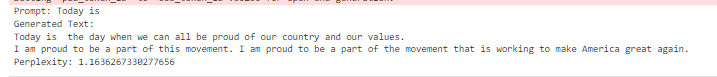 Prompt: Today is
Generated Text:
Today is  the day when we can all be proud of our country and our values.
I am proud to be a part of this movement. I am proud to be a part of the movement that is working to make America great again.
Perplexity: 1.1636267330277656